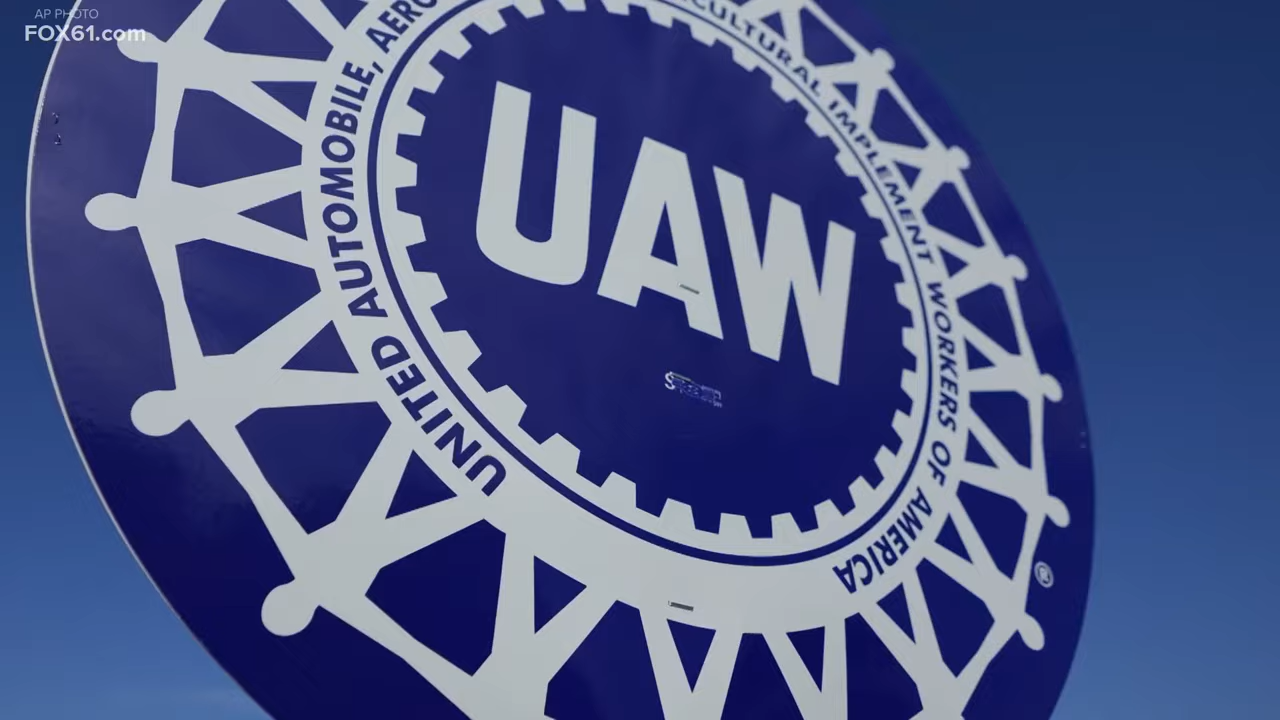 AP PHOTO
FOX61.com
UAW
UNITED AUTOMOBILE, AERO
CULTURAL IMPLEMENT WORKERS OF AMERICA
®